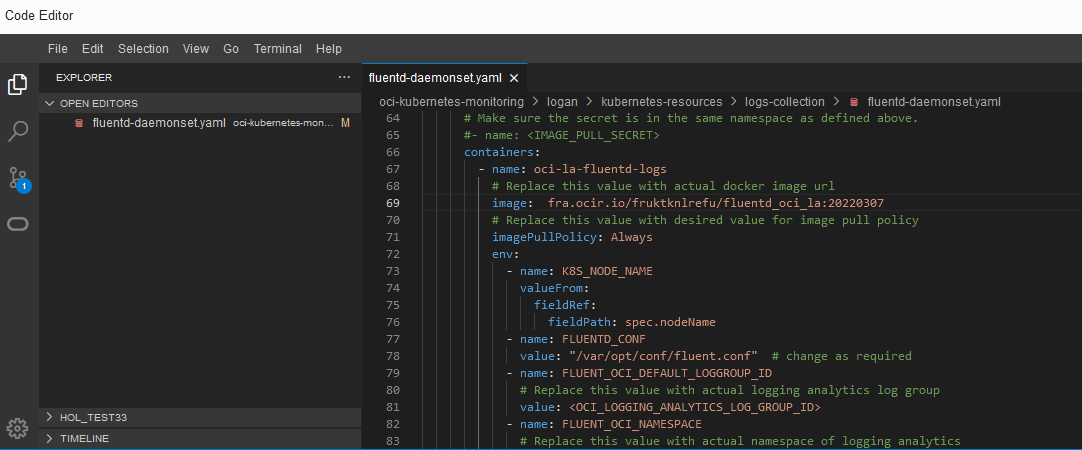 Code Editor
File Edit Selection View Go Terminal Help
EXPLORER ...
OPEN EDITORS
fluentd-daemonset.yaml oci-kubernetes-mon... M
1
HOL_TEST33
TIMELINE
fluentd-daemonset.yaml
oci-kubernetes-monitoring > logan > kubernetes-resources > logs-collection > fluentd-daemonset.yaml
64 # Make sure the secret is in the same namespace as defined above.
65 #- name: <IMAGE_PULL_SECRET>
66 containers:
67 - name: oci-la-fluentd-logs
68 # Replace this value with actual docker image url
69 image:  fra.ocir.io/fruktknlrefu/fluentd_oci_la:20220307
70 # Replace this value with desired value for image pull policy
71 imagePullPolicy: Always
72 env:
73 - name: K8S_NODE_NAME
74 valueFrom:
75 fieldRef:
76 fieldPath: spec.nodeName
77 - name: FLUENTD_CONF
78 value: "/var/opt/conf/fluent.conf"  # change as required
79 - name: FLUENT_OCI_DEFAULT_LOGGROUP_ID
80 # Replace this value with actual logging analytics log group
81 value: <OCI_LOGGING_ANALYTICS_LOG_GROUP_ID>
82 - name: FLUENT_OCI_NAMESPACE
83 # Replace this value with actual namespace of logging analytics